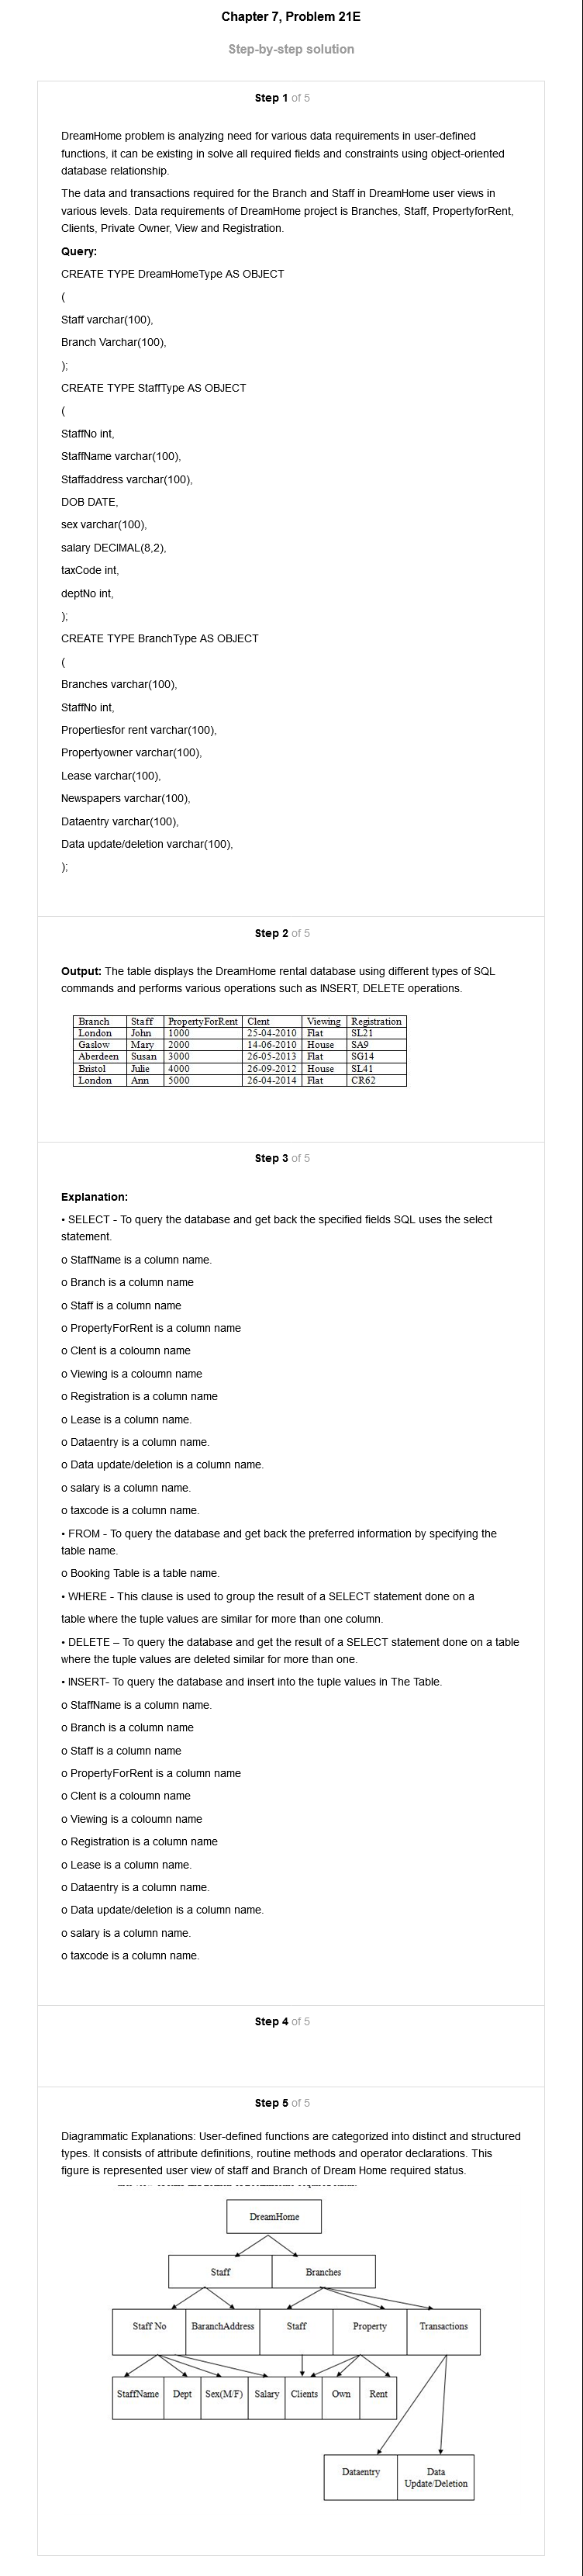 Chapter 7, Problem 21E
Step-by-step solution
Step 1 of 5
DreamHome problem is analyzing need for various data requirements in user-defined
functions, it can be existing in solve all required fields and constraints using object-oriented
database relationship.
The data and transactions required for the Branch and Staff in DreamHome user views in
various levels. Data requirements of DreamHome project is Branches, Staff, PropertyforRent,
Clients, Private Owner, View and Registration.
Query:
CREATE TYPE DreamHomeType AS OBJECT
(
Staff varchar(100),
Branch Varchar(100),
);
CREATE TYPE StaffType AS OBJECT
(
StaffNo int,
StaffName varchar(100),
Staffaddress varchar(100),
DOB DATE,
sex varchar(100),
salary DECIMAL(8,2),
taxCode int,
deptNo int,
);
CREATE TYPE BranchType AS OBJECT
(
Branches varchar(100),
StaffNo int,
Propertiesfor rent varchar(100),
Propertyowner varchar(100),
Lease varchar(100),
Newspapers varchar(100),
Dataentry varchar(100),
Data update/deletion varchar(100),
);
Step 2 of 5
Output: The table displays the DreamHome rental database using different types of SQL
commands and performs various operations such as INSERT, DELETE operations.
Branch Staff PropertyForRent Clent Viewing Registration
London John 1000 25-04-2010 Flat SL21
Gaslow Mary 2000 14-06-2010 House SA9
Aberdeen Susan 3000 26-05-2013 Flat SG14
Bristol Julie 4000 26-09-2012 House SL41
London Ann 5000 26-04-2014 Flat CR62
Step 3 of 5
Explanation:
• SELECT - To query the database and get back the specified fields SQL uses the select
statement.
o StaffName is a column name.
o Branch is a column name
o Staff is a column name
o PropertyForRent is a column name
o Clent is a coloumn name
o Viewing is a coloumn name
o Registration is a column name
o Lease is a column name.
o Dataentry is a column name.
o Data update/deletion is a column name.
o salary is a column name.
o taxcode is a column name.
• FROM - To query the database and get back the preferred information by specifying the
table name.
o Booking Table is a table name.
• WHERE - This clause is used to group the result of a SELECT statement done on a
table where the tuple values are similar for more than one column.
• DELETE – To query the database and get the result of a SELECT statement done on a table
where the tuple values are deleted similar for more than one.
• INSERT- To query the database and insert into the tuple values in The Table.
o StaffName is a column name.
o Branch is a column name
o Staff is a column name
o PropertyForRent is a column name
o Clent is a coloumn name
o Viewing is a coloumn name
o Registration is a column name
o Lease is a column name.
o Dataentry is a column name.
o Data update/deletion is a column name.
o salary is a column name.
o taxcode is a column name.
Step 4 of 5
Step 5 of 5
Diagrammatic Explanations: User-defined functions are categorized into distinct and structured
types. It consists of attribute definitions, routine methods and operator declarations. This
figure is represented user view of staff and Branch of Dream Home required status.
DreamHome
Staff Branches
Staff No BaranchAddress Staff Property Transactions
StaffName Dept Sex(M/F) Salary Clients Own Rent
Dataentry Data
Update/Deletion